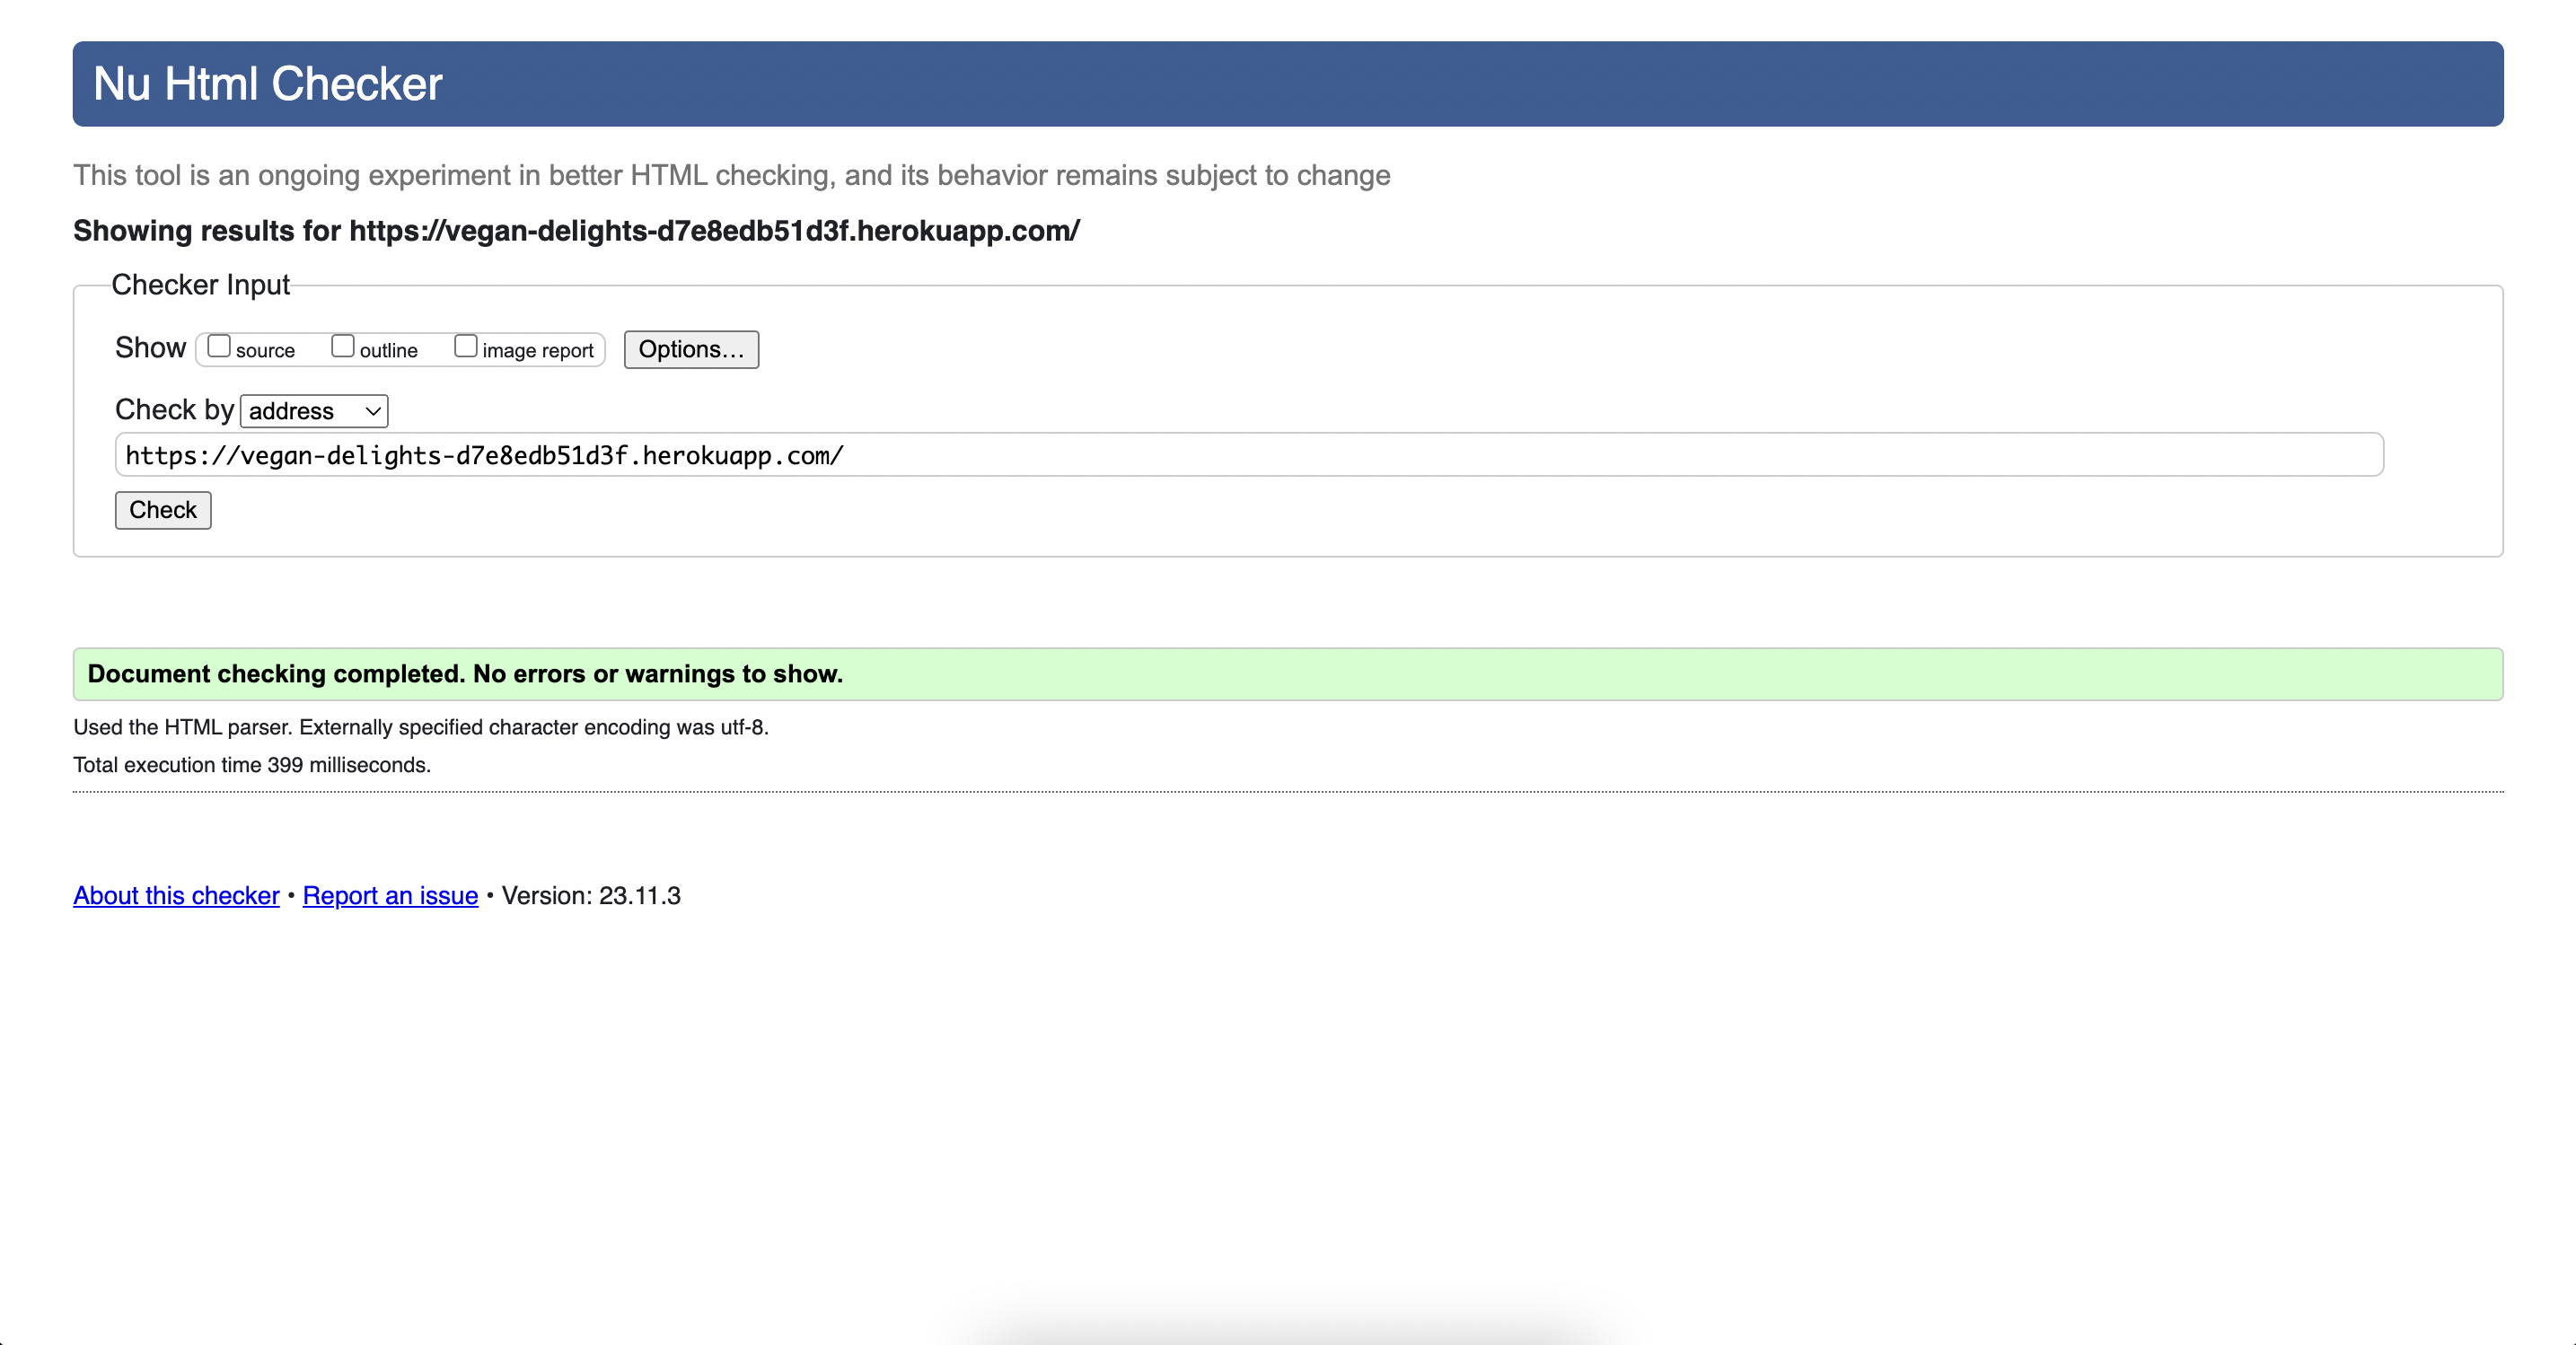 Nu Html Checker
This tool is an ongoing experiment in better HTML checking, and its behavior remains subject to change
Showing results for https://vegan-delights-d7e8edb51d3f.herokuapp.com/
Checker Input
Show source outline image report Options…
Check by address
https://vegan-delights-d7e8edb51d3f.herokuapp.com/
Check
Document checking completed. No errors or warnings to show.
Used the HTML parser. Externally specified character encoding was utf-8.
Total execution time 399 milliseconds.
About this checker • Report an issue • Version: 23.11.3